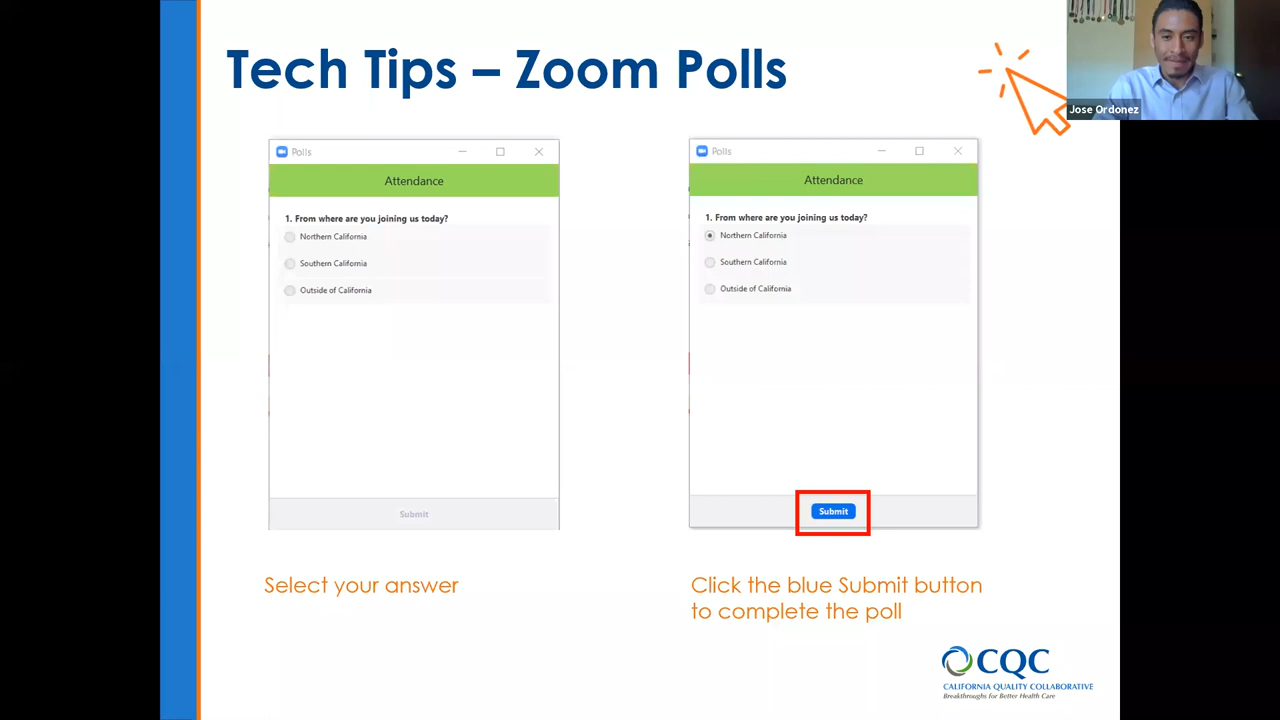 Tech Tips – Zoom Polls
Jose Ordonez
Polls
Attendance
1. From where are you joining us today?
Northern California
Southern California
Outside of California
Submit
Select your answer
Polls
Attendance
1. From where are you joining us today?
Northern California
Southern California
Outside of California
Submit
Click the blue Submit button
to complete the poll
CQC
CALIFORNIA QUALITY COLLABORATIVE
Breakthroughs for Better Health Care